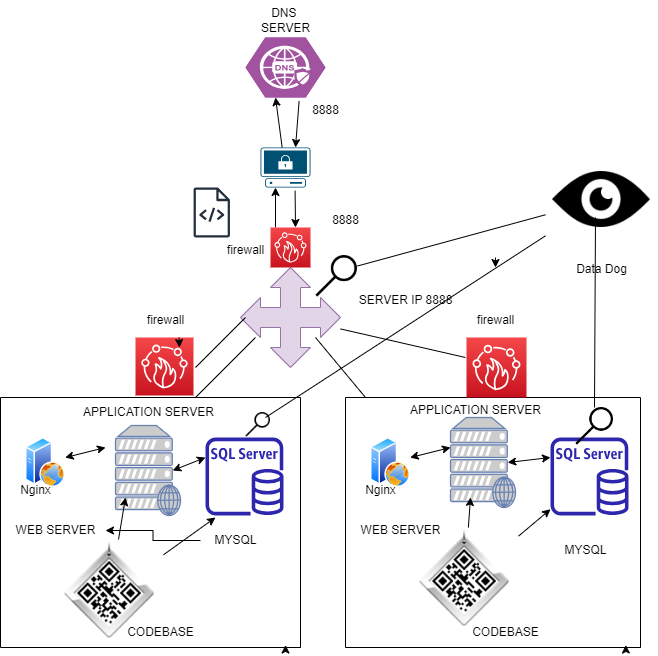 DNS
SERVER
DNS
8888
8888
firewall
Data Dog
SERVER IP 8888
firewall
firewall
APPLICATION SERVER
SQL Server
Nginx
WEB SERVER
MYSQL
CODEBASE
APPLICATION SERVER
SQL Server
Nginx
WEB SERVER
MYSQL
CODEBASE